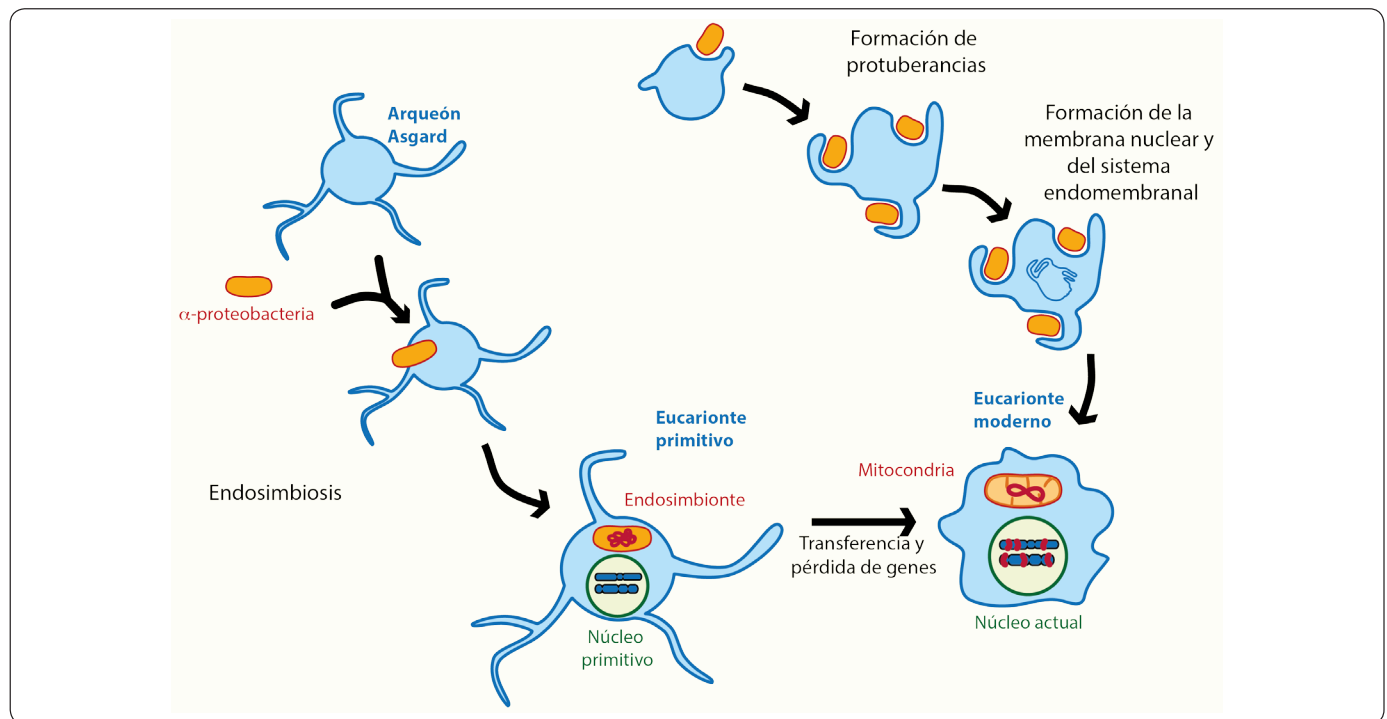 Formación de
protuberancias
Arqueón
Asgard
Formación de la
membrana nuclear y
del sistema
endomembranal
α-proteobacteria
Eucarionte
primitivo
Eucarionte
moderno
Mitocondria
Endosimbiosis
Endosimbionte
Transferencia y
pérdida de genes
Núcleo
primitivo
Núcleo actual